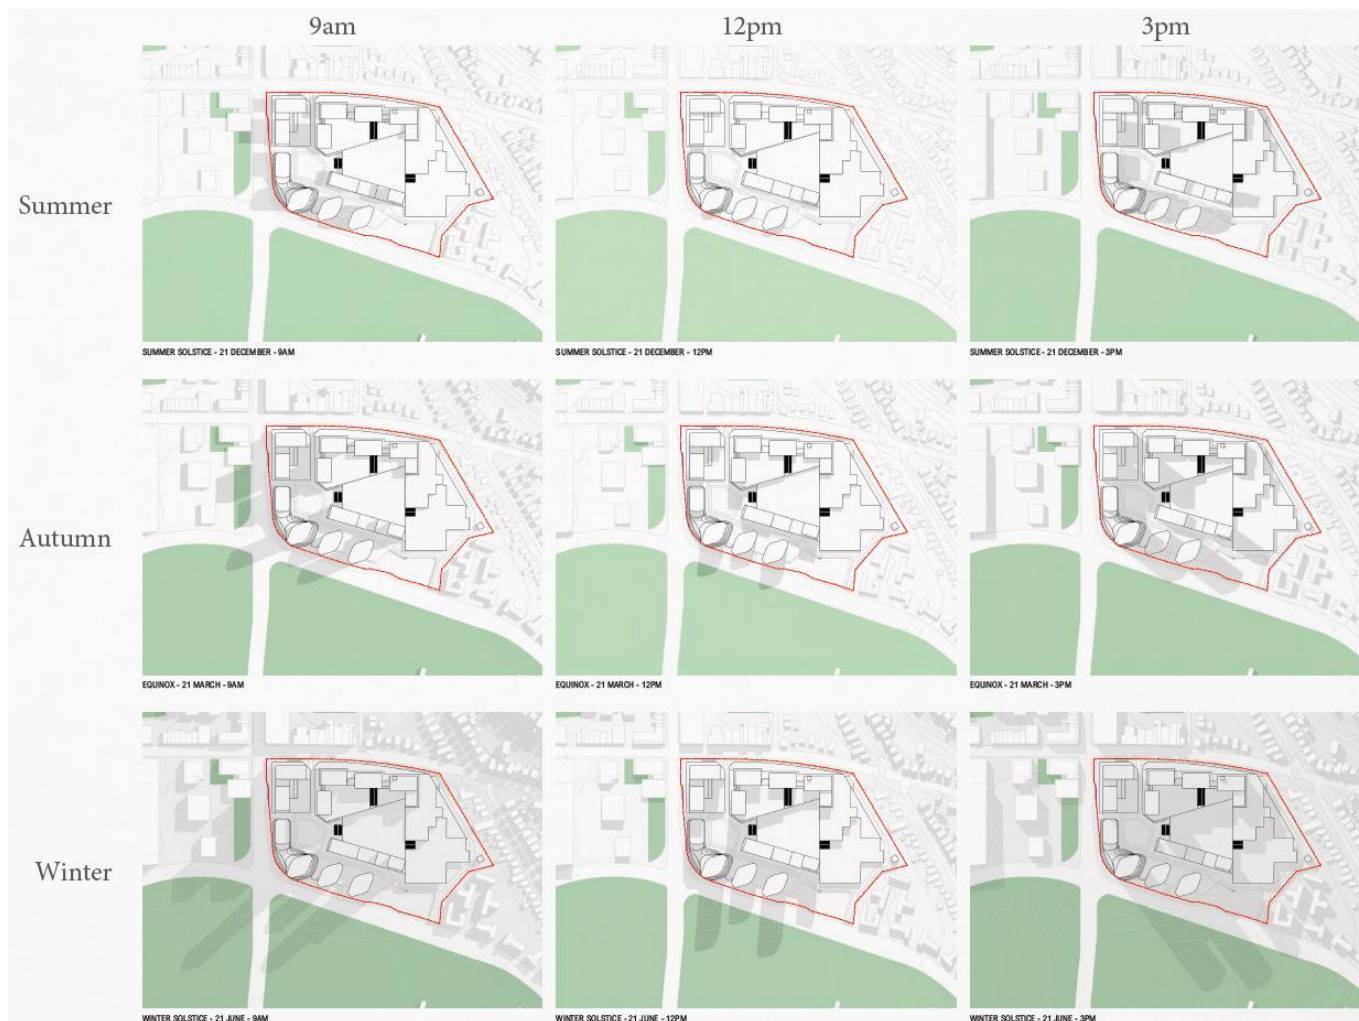 9am 12pm 3pm
Summer
SUMMER SOLSTICE - 21 DECEMBER - 9AM SUMMER SOLSTICE - 21 DECEMBER - 12PM SUMMER SOLSTICE - 21 DECEMBER - 3PM
Autumn
EQUINOX - 21 MARCH - 9AM EQUINOX - 21 MARCH - 12PM EQUINOX - 21 MARCH - 3PM
Winter
WINTER SOLSTICE - 21 JUNE - 9AM WINTER SOLSTICE - 21 JUNE - 12PM WINTER SOLSTICE - 21 JUNE - 3PM